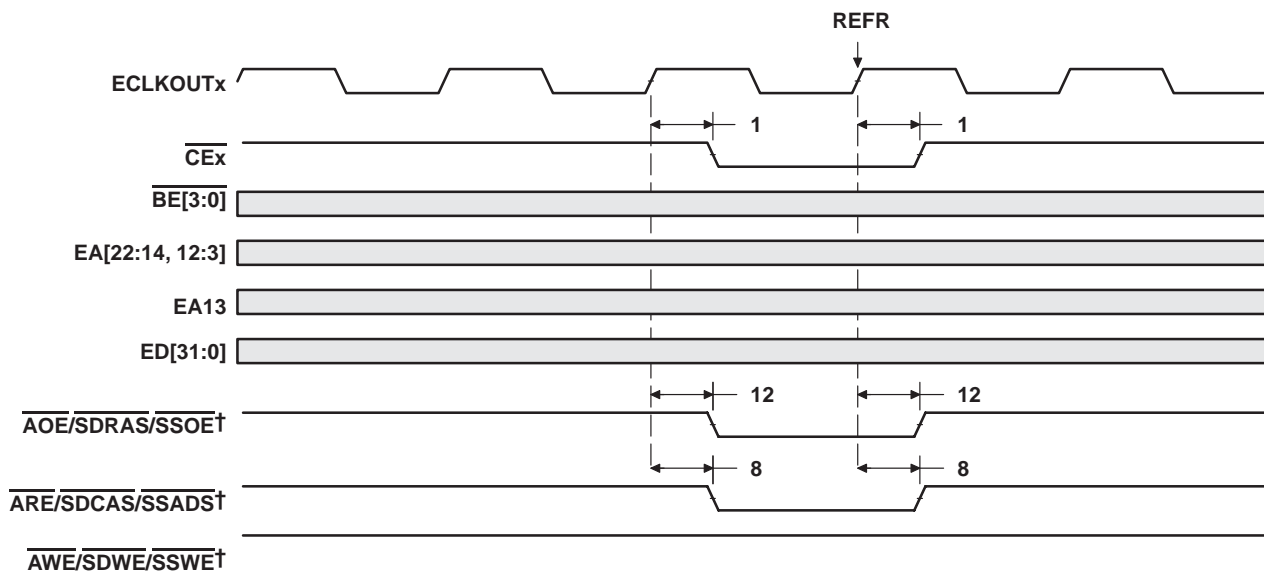 REFR
ECLKOUTx
1 1
CEx
BE[3:0]
EA[22:14, 12:3]
EA13
ED[31:0]
12 12
AOE/SDRAS/SSOE†
8 8
ARE/SDCAS/SSADS†
AWE/SDWE/SSWE†